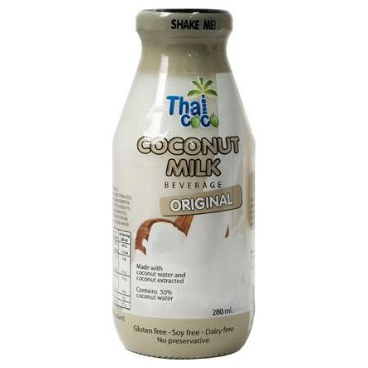 SHAKE ME!
Thai
COCO
COCONUT
MILK
BEVERAGE
ORIGINAL
Made with
coconut water and
coconut extracted
Contains 50%
coconut water
280 ml.
Gluten free - Soy free - Dairy free
No preservative